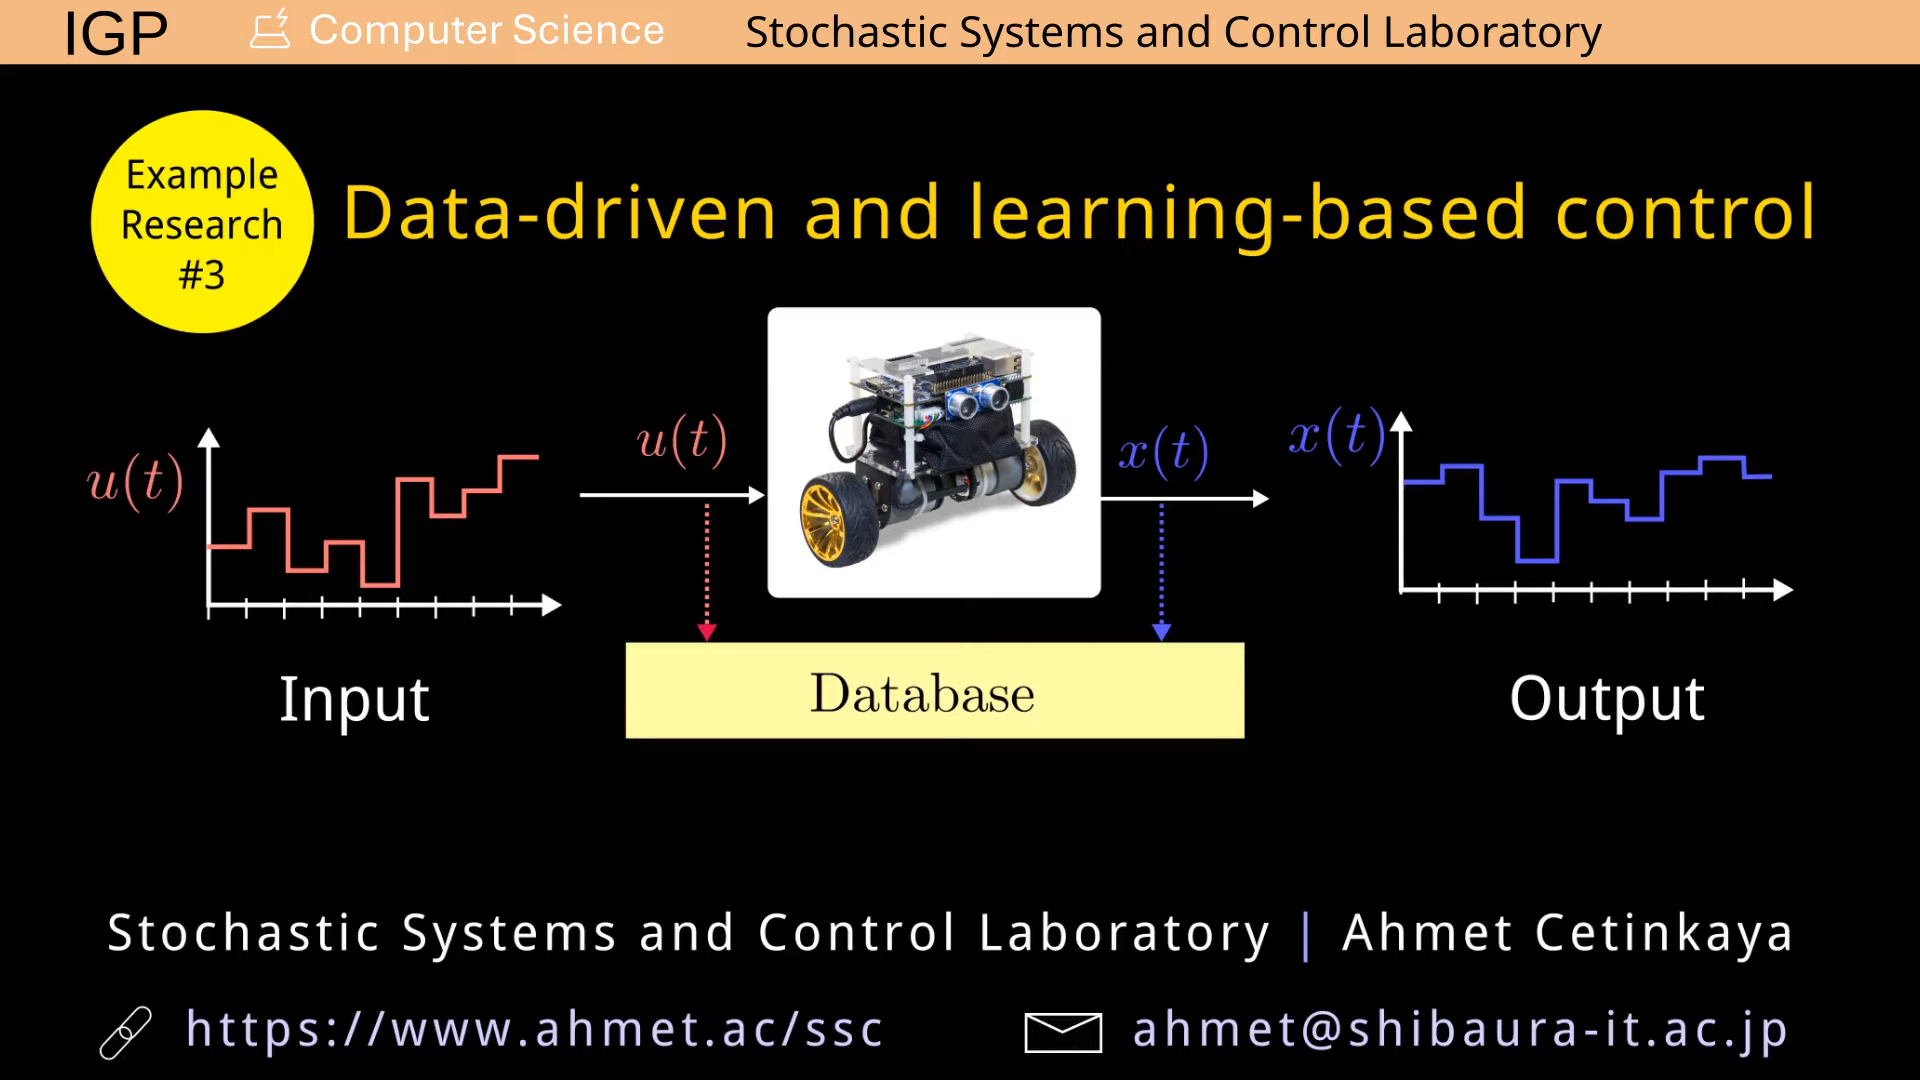 IGP Computer Science Stochastic Systems and Control Laboratory
Example
Research
#3
Data-driven and learning-based control
u(t)
u(t)
x(t)
x(t)
Input
Database
Output
Stochastic Systems and Control Laboratory | Ahmet Cetinkaya
https://www.ahmet.ac/ssc
ahmet@shibaura-it.ac.jp